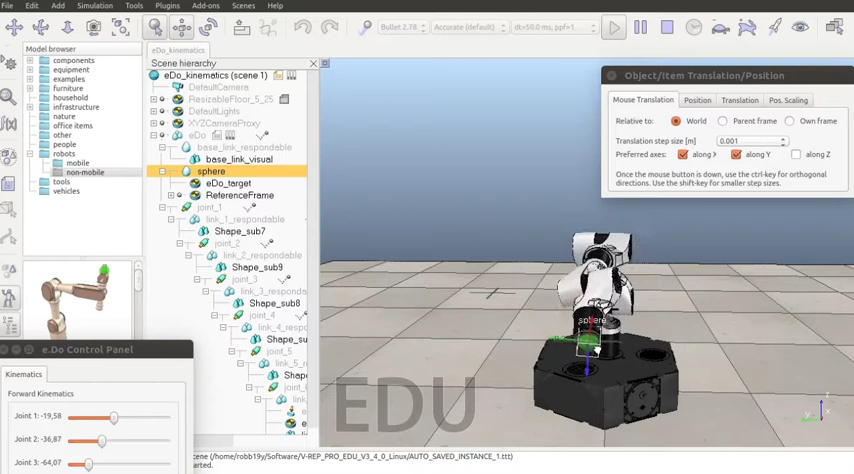 File Edit Add Simulation Tools Plugins Add-ons Scenes Help
Bullet 2.78 Accurate (default) dt=50.0 ms, ppf=1
eDo_kinematics
Model browser
components
equipment
examples
furniture
household
infrastructure
nature
office items
other
people
robots
mobile
non-mobile
tools
vehicles
Scene hierarchy
eDo_kinematics (scene 1)
DefaultCamera
ResizableFloor_5_25
DefaultLights
XYZCameraProxy
eDo
base_link_respondable
base_link_visual
sphere
eDo_target
ReferenceFrame
joint_1
link_1_respondable
Shape_sub7
joint_2
link_2_respondable
Shape_sub9
joint_3
link_3_respondable
Shape_sub8
joint_4
link_4_resp
Shape_su
joint_5
link_5_r
Shap
joint_
link
Object/Item Translation/Position
Mouse Translation Position Translation Pos. Scaling
Relative to: World Parent frame Own frame
Translation step size [m] 0.001
Preferred axes: along X along Y along Z
Once the mouse button is down, use the ctrl-key for orthogonal
directions. Use the shift-key for smaller step sizes.
sphere
EDU
e.Do Control Panel
Kinematics
Forward Kinematics
Joint 1: -19,58
Joint 2: -36,87
Joint 3: -64,07
scene (/home/robb19y/Software/V-REP_PRO_EDU_V3_4_0_Linux/AUTO_SAVED_INSTANCE_1.ttt)
arted.